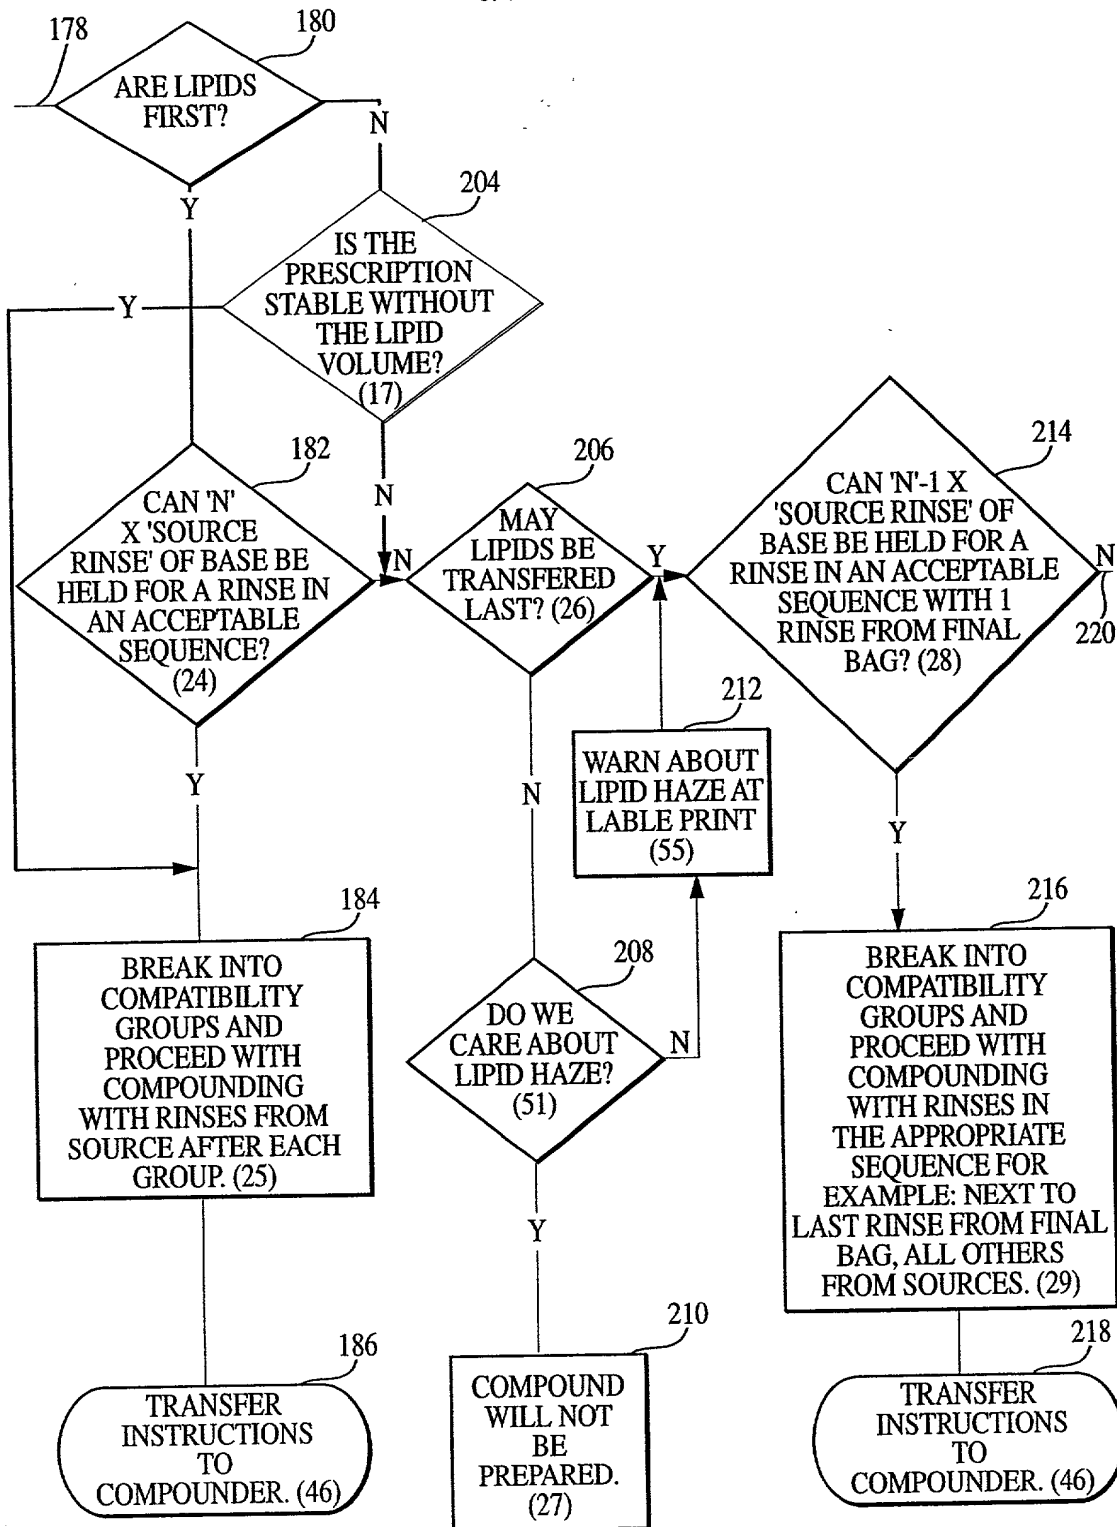 178
180
ARE LIPIDS
FIRST?
N
Y
204
IS THE
PRESCRIPTION
STABLE WITHOUT
THE LIPID
VOLUME?
(17)
Y
N
182
CAN 'N'
X 'SOURCE
RINSE' OF BASE BE
HELD FOR A RINSE IN
AN ACCEPTABLE
SEQUENCE?
(24)
N
Y
206
MAY
LIPIDS BE
TRANSFERED
LAST? (26)
Y
N
214
CAN 'N'-1 X
'SOURCE RINSE' OF
BASE BE HELD FOR A
RINSE IN AN ACCEPTABLE
SEQUENCE WITH 1
RINSE FROM FINAL
BAG? (28)
N
220
Y
212
WARN ABOUT
LIPID HAZE AT
LABLE PRINT
(55)
184
BREAK INTO
COMPATIBILITY
GROUPS AND
PROCEED WITH
COMPOUNDING
WITH RINSES FROM
SOURCE AFTER EACH
GROUP. (25)
208
DO WE
CARE ABOUT
LIPID HAZE?
(51)
N
Y
216
BREAK INTO
COMPATIBILITY
GROUPS AND
PROCEED WITH
COMPOUNDING
WITH RINSES IN
THE APPROPRIATE
SEQUENCE FOR
EXAMPLE: NEXT TO
LAST RINSE FROM FINAL
BAG, ALL OTHERS
FROM SOURCES. (29)
186
TRANSFER
INSTRUCTIONS
TO
COMPOUNDER. (46)
210
COMPOUND
WILL NOT
BE
PREPARED.
(27)
218
TRANSFER
INSTRUCTIONS
TO
COMPOUNDER. (46)